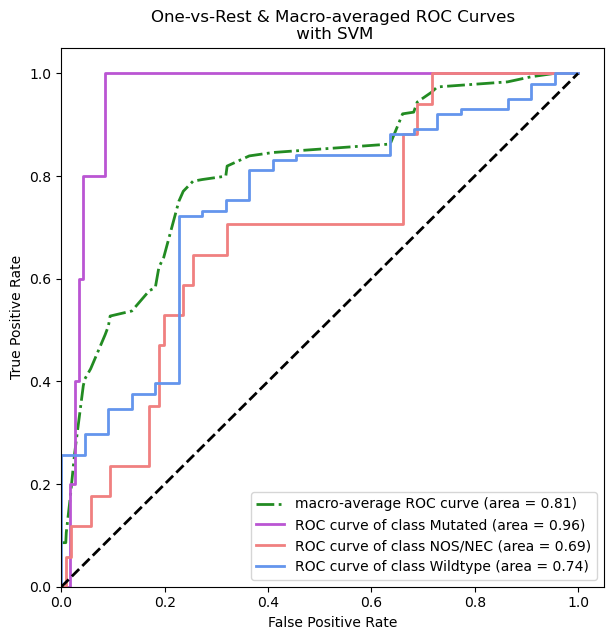 One-vs-Rest & Macro-averaged ROC Curves
with SVM
True Positive Rate
1.0
0.8
0.6
0.4
0.2
0.0
macro-average ROC curve (area = 0.81)
ROC curve of class Mutated (area = 0.96)
ROC curve of class NOS/NEC (area = 0.69)
ROC curve of class Wildtype (area = 0.74)
0.0 0.2 0.4 0.6 0.8 1.0
False Positive Rate